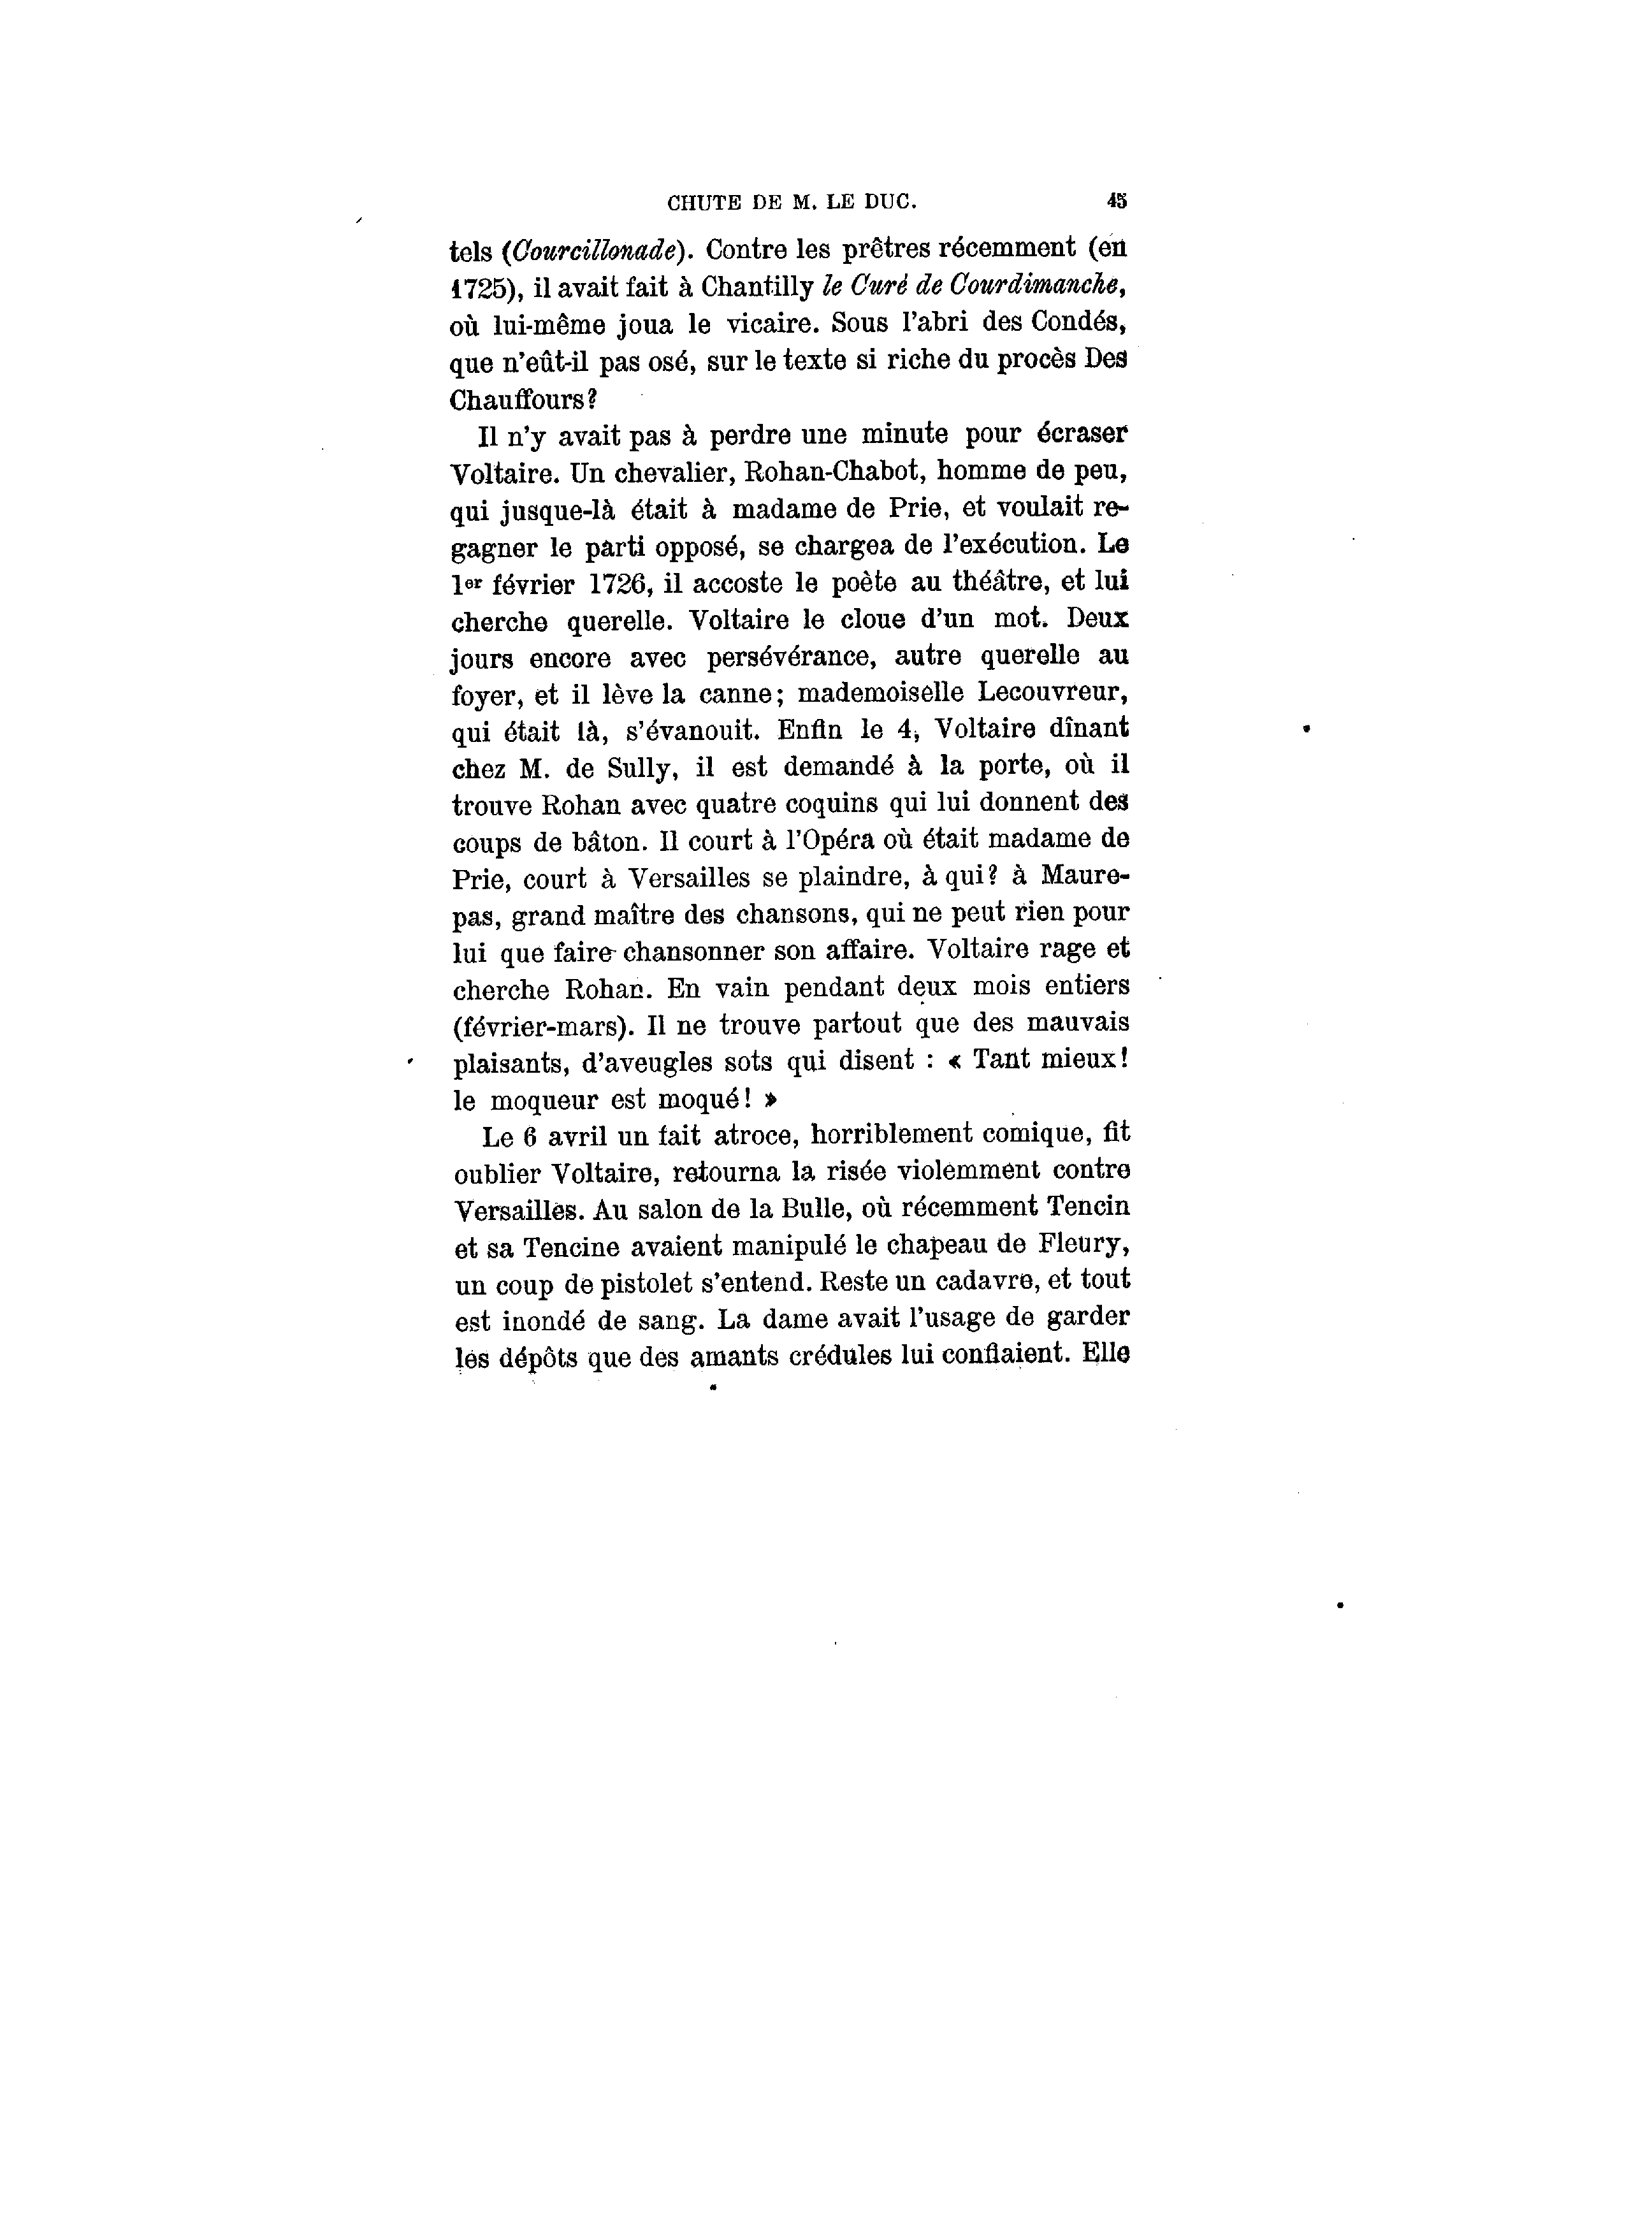 CHUTE DE M. LE DUC. 45
tels (Courcillonade). Contre les prêtres récemment (en
1725), il avait fait à Chantilly le Curé de Courdimanche,
où lui-même joua le vicaire. Sous l'abri des Condés,
que n'eût-il pas osé, sur le texte si riche du procès Des
Chauffours?
Il n'y avait pas à perdre une minute pour écraser
Voltaire. Un chevalier, Rohan-Chabot, homme de peu,
qui jusque-là était à madame de Prie, et voulait re-
gagner le parti opposé, se chargea de l'exécution. Le
1er février 1726, il accoste le poète au théâtre, et lui
cherche querelle. Voltaire le cloue d'un mot. Deux
jours encore avec persévérance, autre querelle au
foyer, et il lève la canne; mademoiselle Lecouvreur,
qui était là, s'évanouit. Enfin le 4, Voltaire dînant
chez M. de Sully, il est demandé à la porte, où il
trouve Rohan avec quatre coquins qui lui donnent des
coups de bâton. Il court à l'Opéra où était madame de
Prie, court à Versailles se plaindre, à qui? à Maure-
pas, grand maître des chansons, qui ne peut rien pour
lui que faire chansonner son affaire. Voltaire rage et
cherche Rohan. En vain pendant deux mois entiers
(février-mars). Il ne trouve partout que des mauvais
plaisants, d'aveugles sots qui disent : « Tant mieux!
le moqueur est moqué! »
Le 6 avril un fait atroce, horriblement comique, fit
oublier Voltaire, retourna la risée violemment contre
Versailles. Au salon de la Bulle, où récemment Tencin
et sa Tencine avaient manipulé le chapeau de Fleury,
un coup de pistolet s'entend. Reste un cadavre, et tout
est inondé de sang. La dame avait l'usage de garder
les dépôts que des amants crédules lui confiaient. Elle